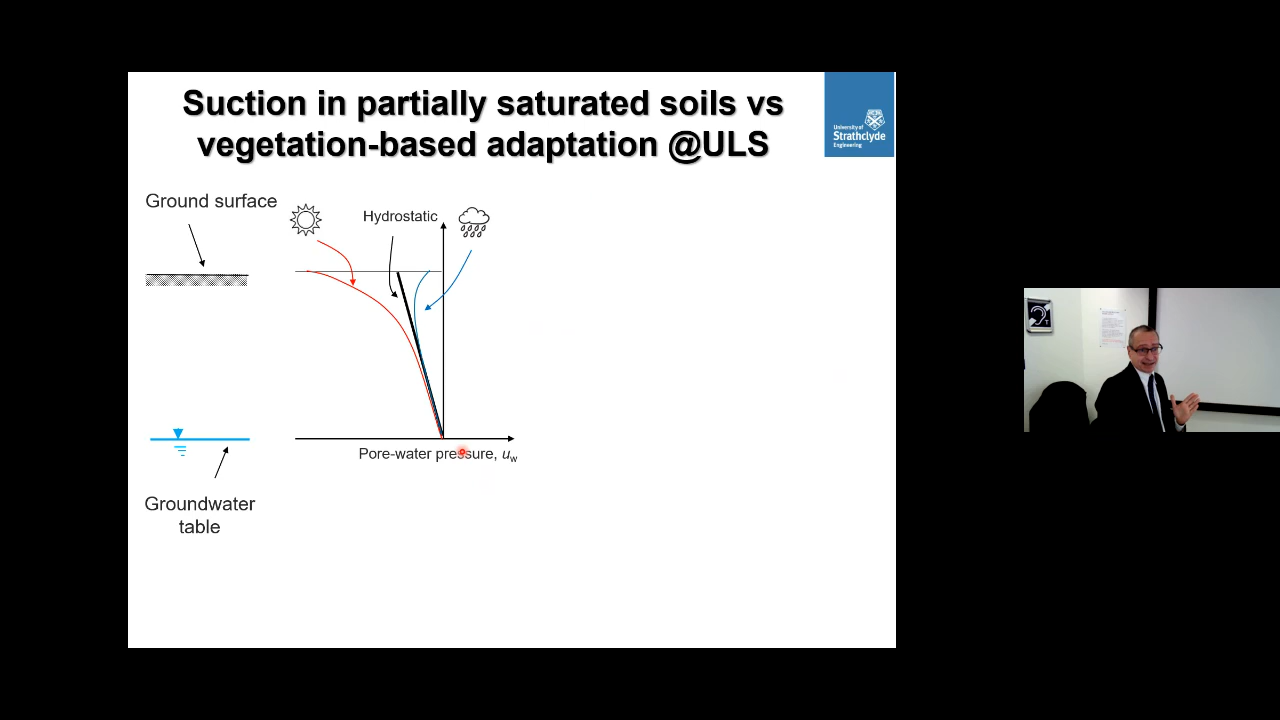 Suction in partially saturated soils vs
vegetation-based adaptation @ULS
University of
Strathclyde
Engineering
Ground surface
Hydrostatic
Pore-water pressure, uw
Groundwater
table
T